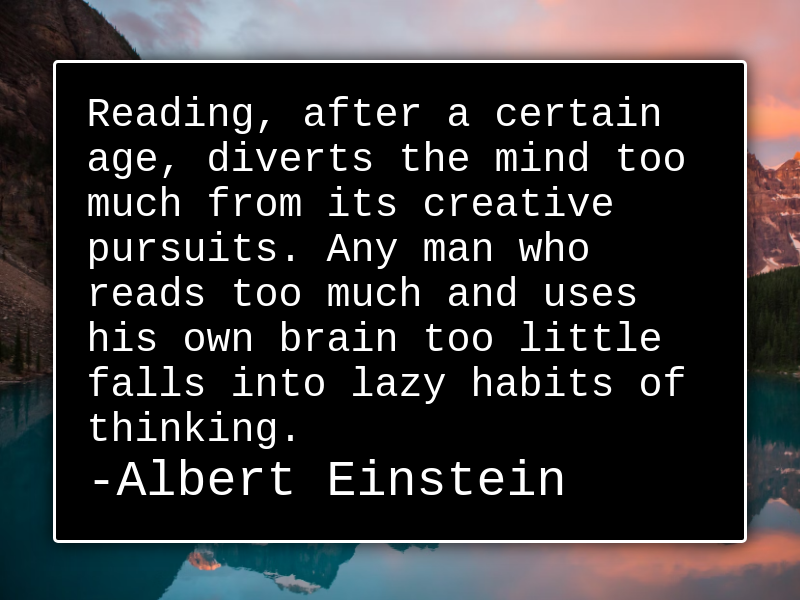 Reading, after a certain
age, diverts the mind too
much from its creative
pursuits. Any man who
reads too much and uses
his own brain too little
falls into lazy habits of
thinking.
-Albert Einstein